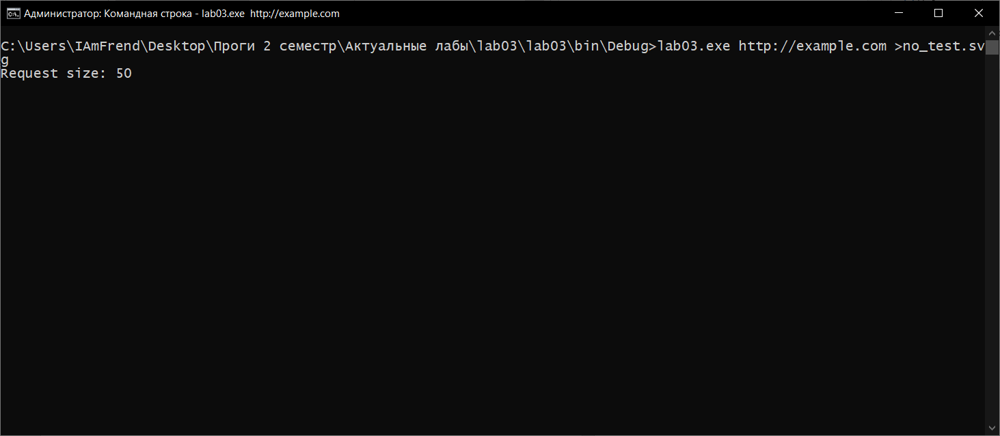 Администратор: Командная строка - lab03.exe  http://example.com
C:\Users\IAmFrend\Desktop\Проги 2 семестр\Актуальные лабы\lab03\lab03\bin\Debug>lab03.exe http://example.com >no_test.sv
g
Request size: 50